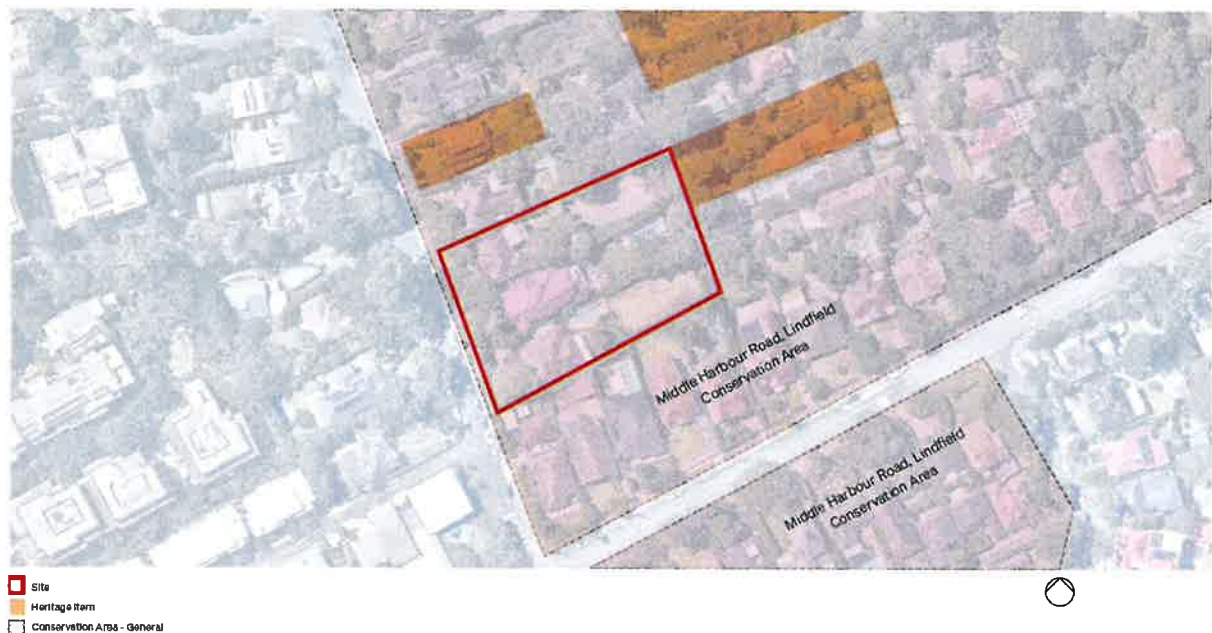 Middle Harbour Road, Lindfield
Conservation Area
Middle Harbour Road, Lindfield
Conservation Area
Site
Heritage Item
Conservation Area - General